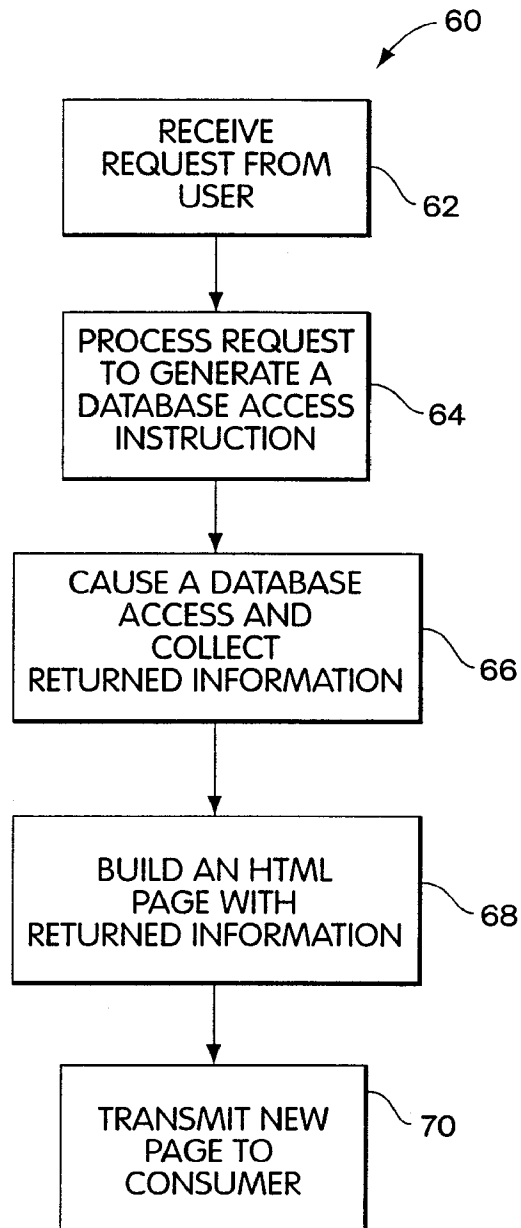 60
RECEIVE
REQUEST FROM
USER
62
PROCESS REQUEST
TO GENERATE A
DATABASE ACCESS
INSTRUCTION
64
CAUSE A DATABASE
ACCESS AND
COLLECT
RETURNED INFORMATION
66
BUILD AN HTML
PAGE WITH
RETURNED INFORMATION
68
TRANSMIT NEW
PAGE TO
CONSUMER
70